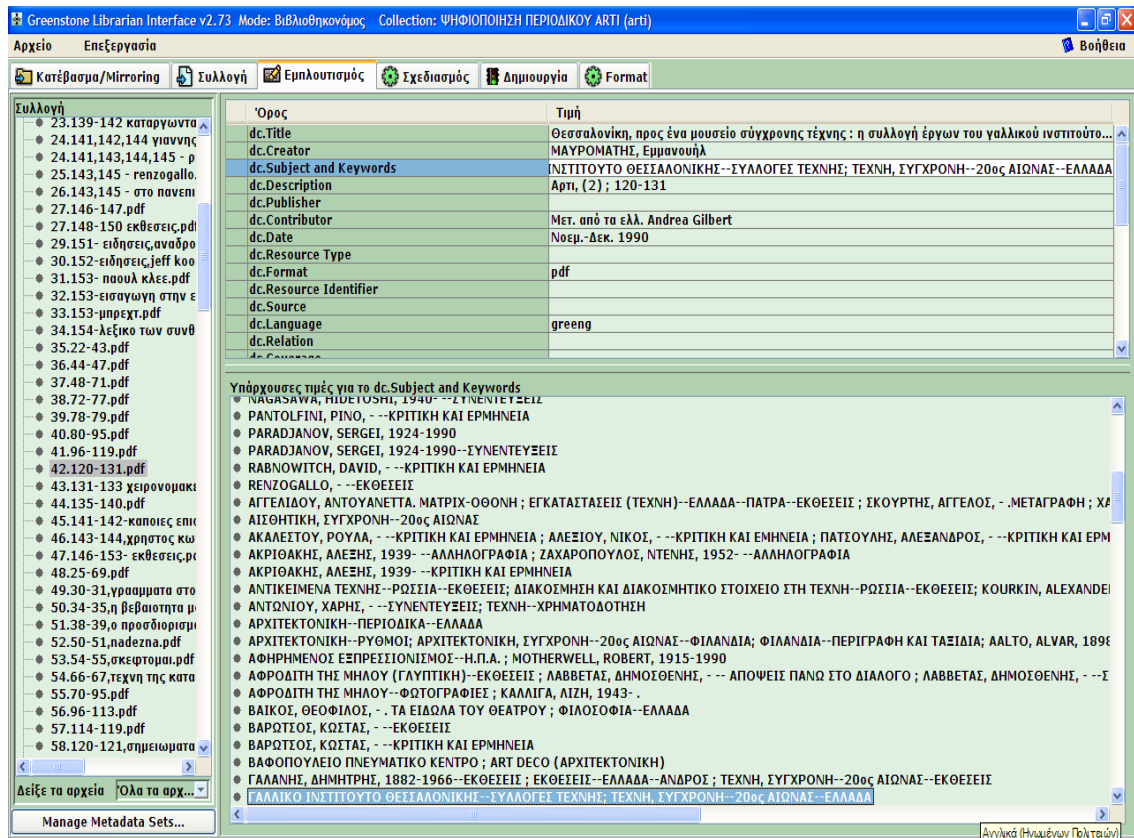 Greenstone Librarian Interface v2.73 Mode: Βιβλιοθηκονόμος Collection: ΨΗΦΙΟΠΟΙΗΣΗ ΠΕΡΙΟΔΙΚΟΥ ARTI (arti)
Αρχείο Επεξεργασία Βοήθεια
Κατέβασμα/Mirroring Συλλογή Εμπλουτισμός Σχεδιασμός Δημιουργία Format
Συλλογή
23.139-142 καταργωντα
24.141,142,144 γιαννης
24.141,143,144,145 - ρ
25.143,145 - renzogallo.
26.143,145 - στο πανεπι
27.146-147.pdf
27.148-150 εκθεσεις.pdf
29.151- ειδησεις,αναδρο
30.152-ειδησεις,jeff koo
31.153- παουλ κλεε.pdf
32.153-εισαγωγη στην ε
33.153-μπρεχτ.pdf
34.154-λεξικο των συνθ
35.22-43.pdf
36.44-47.pdf
37.48-71.pdf
38.72-77.pdf
39.78-79.pdf
40.80-95.pdf
41.96-119.pdf
42.120-131.pdf
43.131-133 χειρονομακε
44.135-140.pdf
45.141-142-καποιες επι
46.143-144,χρηστος κω
47.146-153- εκθεσεις.pd
48.25-69.pdf
49.30-31,γρααμματα στο
50.34-35,η βεβαιοτητα μ
51.38-39,ο προσδιορισμ
52.50-51,nadezna.pdf
53.54-55,σκεφτομαι.pdf
54.66-67,τεχνη της κατα
55.70-95.pdf
56.96-113.pdf
57.114-119.pdf
58.120-121,σημειωματα
Δείξε τα αρχεία Όλα τα αρχ...
Manage Metadata Sets...
Όρος Τιμή
dc.Title Θεσσαλονίκη, προς ένα μουσείο σύγχρονης τέχνης : η συλλογή έργων του γαλλικού ινστιτούτο...
dc.Creator ΜΑΥΡΟΜΑΤΗΣ, Εμμανουήλ
dc.Subject and Keywords ΙΝΣΤΙΤΟΥΤΟ ΘΕΣΣΑΛΟΝΙΚΗΣ--ΣΥΛΛΟΓΕΣ ΤΕΧΝΗΣ; ΤΕΧΝΗ, ΣΥΓΧΡΟΝΗ--20ος ΑΙΩΝΑΣ--ΕΛΛΑΔΑ
dc.Description Αρτι, (2) ; 120-131
dc.Publisher
dc.Contributor Μετ. από τα ελλ. Andrea Gilbert
dc.Date Νοεμ.-Δεκ. 1990
dc.Resource Type
dc.Format pdf
dc.Resource Identifier
dc.Source
dc.Language greeng
dc.Relation
dc.Coverage
Υπάρχουσες τιμές για το dc.Subject and Keywords
NAGASAWA, HIDETOSHI, 1940- --ΣΥΝΕΝΤΕΥΞΕΙΣ
PANTOLFINI, PINO, - --ΚΡΙΤΙΚΗ ΚΑΙ ΕΡΜΗΝΕΙΑ
PARADJANOV, SERGEI, 1924-1990
PARADJANOV, SERGEI, 1924-1990--ΣΥΝΕΝΤΕΥΞΕΙΣ
RABNOWITCH, DAVID, - --ΚΡΙΤΙΚΗ ΚΑΙ ΕΡΜΗΝΕΙΑ
RENZOGALLO, - --ΕΚΘΕΣΕΙΣ
ΑΓΓΕΛΙΔΟΥ, ΑΝΤΟΥΑΝΕΤΤΑ. ΜΑΤΡΙΧ-ΟΘΟΝΗ ; ΕΓΚΑΤΑΣΤΑΣΕΙΣ (ΤΕΧΝΗ)--ΕΛΛΑΔΑ--ΠΑΤΡΑ--ΕΚΘΕΣΕΙΣ ; ΣΚΟΥΡΤΗΣ, ΑΓΓΕΛΟΣ, - .ΜΕΤΑΓΡΑΦΗ ; ΧΑ
ΑΙΣΘΗΤΙΚΗ, ΣΥΓΧΡΟΝΗ--20ος ΑΙΩΝΑΣ
ΑΚΑΛΕΣΤΟΥ, ΡΟΥΛΑ, - --ΚΡΙΤΙΚΗ ΚΑΙ ΕΡΜΗΝΕΙΑ ; ΑΛΕΞΙΟΥ, ΝΙΚΟΣ, - --ΚΡΙΤΙΚΗ ΚΑΙ ΕΜΗΝΕΙΑ ; ΠΑΤΣΟΥΛΗΣ, ΑΛΕΞΑΝΔΡΟΣ, - --ΚΡΙΤΙΚΗ ΚΑΙ ΕΡΜ
ΑΚΡΙΘΑΚΗΣ, ΑΛΕΞΗΣ, 1939- --ΑΛΛΗΛΟΓΡΑΦΙΑ ; ΖΑΧΑΡΟΠΟΥΛΟΣ, ΝΤΕΝΗΣ, 1952- --ΑΛΛΗΛΟΓΡΑΦΙΑ
ΑΚΡΙΘΑΚΗΣ, ΑΛΕΞΗΣ, 1939- --ΚΡΙΤΙΚΗ ΚΑΙ ΕΡΜΗΝΕΙΑ
ΑΝΤΙΚΕΙΜΕΝΑ ΤΕΧΝΗΣ--ΡΩΣΣΙΑ--ΕΚΘΕΣΕΙΣ; ΔΙΑΚΟΣΜΗΣΗ ΚΑΙ ΔΙΑΚΟΣΜΗΤΙΚΟ ΣΤΟΙΧΕΙΟ ΣΤΗ ΤΕΧΝΗ--ΡΩΣΣΙΑ--ΕΚΘΕΣΕΙΣ; KOURKIN, ALEXANDE
ΑΝΤΩΝΙΟΥ, ΧΑΡΗΣ, - --ΣΥΝΕΝΤΕΥΞΕΙΣ; ΤΕΧΝΗ--ΧΡΗΜΑΤΟΔΟΤΗΣΗ
ΑΡΧΙΤΕΚΤΟΝΙΚΗ--ΠΕΡΙΟΔΙΚΑ--ΕΛΛΑΔΑ
ΑΡΧΙΤΕΚΤΟΝΙΚΗ--ΡΥΘΜΟΙ; ΑΡΧΙΤΕΚΤΟΝΙΚΗ, ΣΥΓΧΡΟΝΗ--20ος ΑΙΩΝΑΣ--ΦΙΛΑΝΔΙΑ; ΦΙΛΑΝΔΙΑ--ΠΕΡΙΓΡΑΦΗ ΚΑΙ ΤΑΞΙΔΙΑ; AALTO, ALVAR, 1898
ΑΦΗΡΗΜΕΝΟΣ ΕΞΠΡΕΣΣΙΟΝΙΣΜΟΣ--Η.Π.Α. ; MOTHERWELL, ROBERT, 1915-1990
ΑΦΡΟΔΙΤΗ ΤΗΣ ΜΗΛΟΥ (ΓΛΥΠΤΙΚΗ)--ΕΚΘΕΣΕΙΣ ; ΛΑΒΒΕΤΑΣ, ΔΗΜΟΣΘΕΝΗΣ, - -- ΑΠΟΨΕΙΣ ΠΑΝΩ ΣΤΟ ΔΙΑΛΟΓΟ ; ΛΑΒΒΕΤΑΣ, ΔΗΜΟΣΘΕΝΗΣ, - --Σ
ΑΦΡΟΔΙΤΗ ΤΗΣ ΜΗΛΟΥ--ΦΩΤΟΓΡΑΦΙΕΣ ; ΚΑΛΛΙΓΑ, ΛΙΖΗ, 1943- .
ΒΑΙΚΟΣ, ΘΕΟΦΙΛΟΣ, - . ΤΑ ΕΙΔΩΛΑ ΤΟΥ ΘΕΑΤΡΟΥ ; ΦΙΛΟΣΟΦΙΑ--ΕΛΛΑΔΑ
ΒΑΡΩΤΣΟΣ, ΚΩΣΤΑΣ, - --ΕΚΘΕΣΕΙΣ
ΒΑΡΩΤΣΟΣ, ΚΩΣΤΑΣ, - --ΚΡΙΤΙΚΗ ΚΑΙ ΕΡΜΗΝΕΙΑ
ΒΑΦΟΠΟΥΛΕΙΟ ΠΝΕΥΜΑΤΙΚΟ ΚΕΝΤΡΟ ; ART DECO (ΑΡΧΙΤΕΚΤΟΝΙΚΗ)
ΓΑΛΑΝΗΣ, ΔΗΜΗΤΡΗΣ, 1882-1966--ΕΚΘΕΣΕΙΣ ; ΕΚΘΕΣΕΙΣ--ΕΛΛΑΔΑ--ΑΝΔΡΟΣ ; ΤΕΧΝΗ, ΣΥΓΧΡΟΝΗ--20ος ΑΙΩΝΑΣ--ΕΚΘΕΣΕΙΣ
ΓΑΛΛΙΚΟ ΙΝΣΤΙΤΟΥΤΟ ΘΕΣΣΑΛΟΝΙΚΗΣ--ΣΥΛΛΟΓΕΣ ΤΕΧΝΗΣ; ΤΕΧΝΗ, ΣΥΓΧΡΟΝΗ--20ος ΑΙΩΝΑΣ--ΕΛΛΑΔΑ
Αγγλικά (Ηνωμένων Πολιτειών)